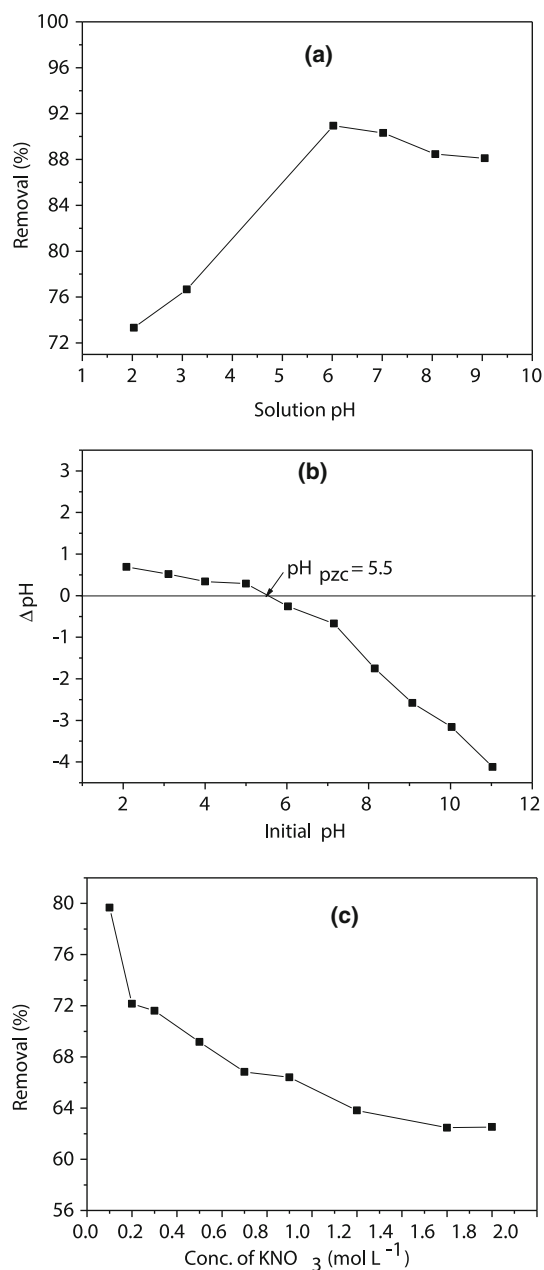 (a)
Removal (%)
100
96
92
88
84
80
76
72
1 2 3 4 5 6 7 8 9 10
Solution pH
(b)
ΔpH
3
2
1
0
-1
-2
-3
-4
pH pzc = 5.5
2 4 6 8 10 12
Initial pH
(c)
Removal (%)
80
76
72
68
64
60
56
0.0 0.2 0.4 0.6 0.8 1.0 1.2 1.4 1.6 1.8 2.0
Conc. of KNO 3 (mol L-1)